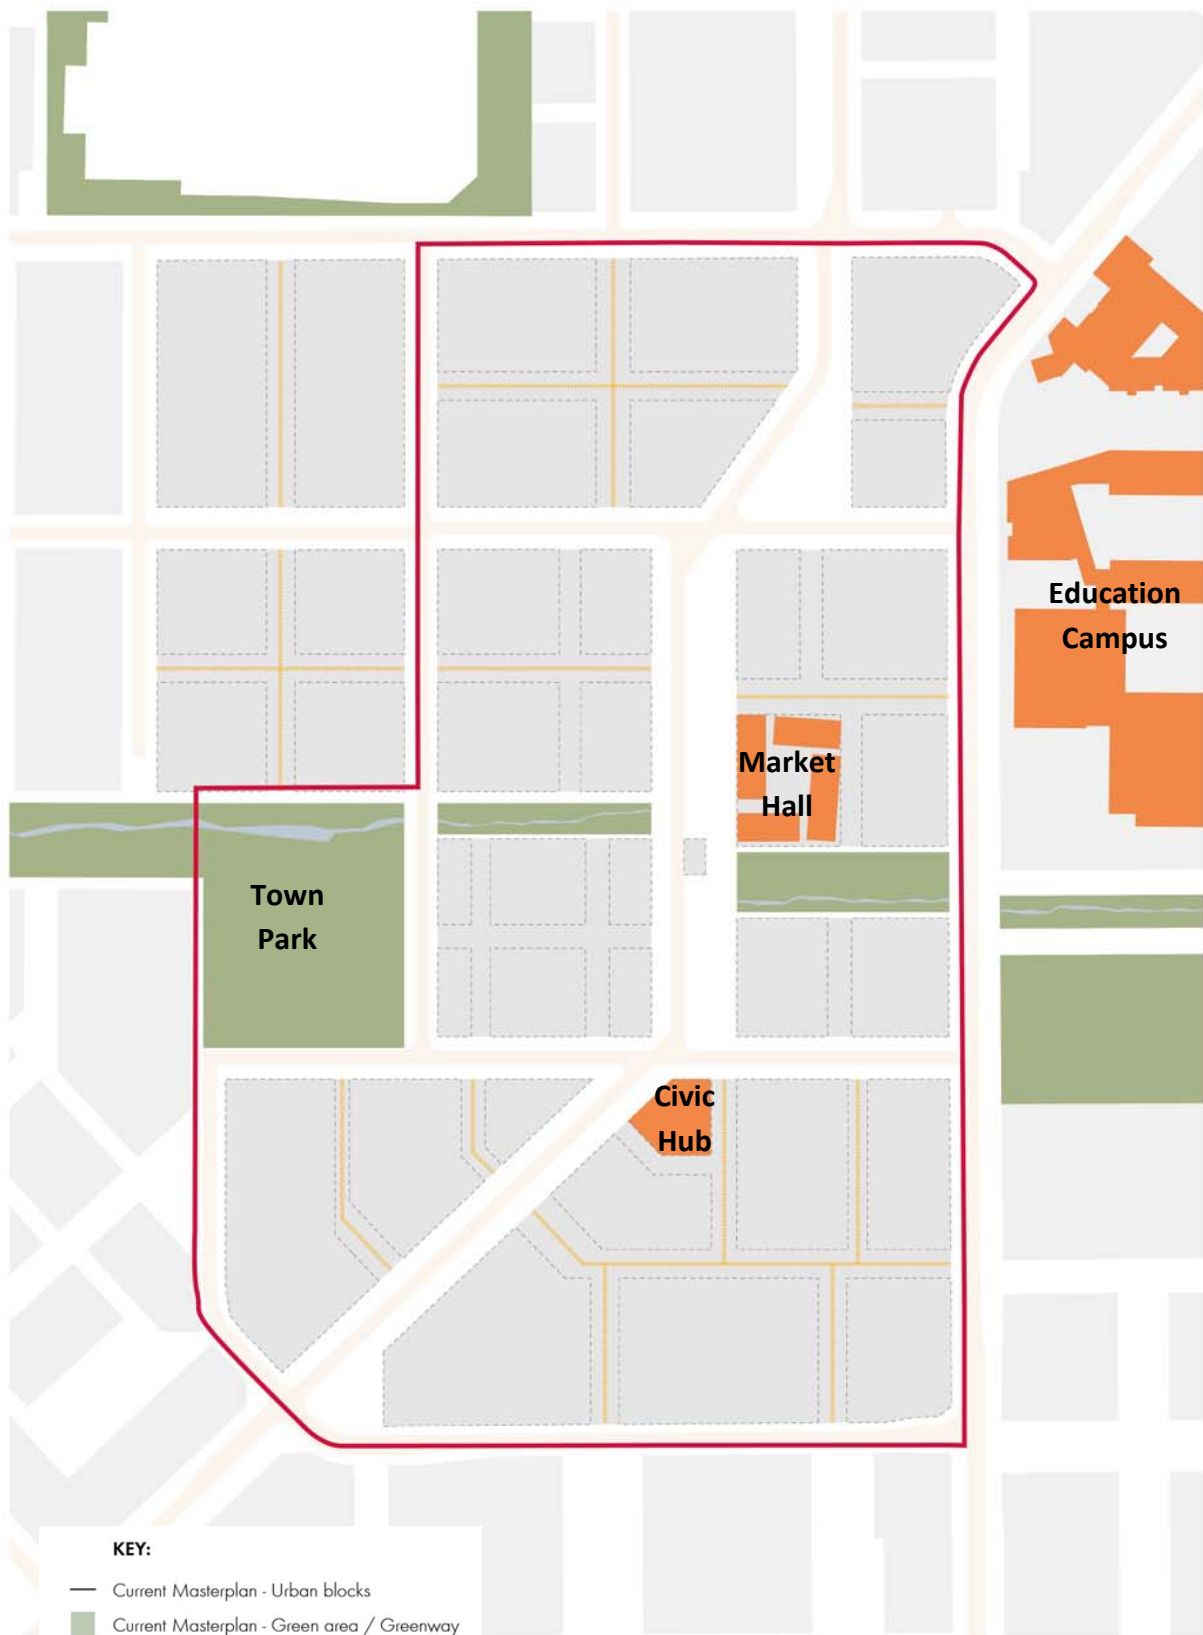 Education
Campus
Market
Hall
Town
Park
Civic
Hub
KEY:
Current Masterplan - Urban blocks
Current Masterplan - Green area / Greenway